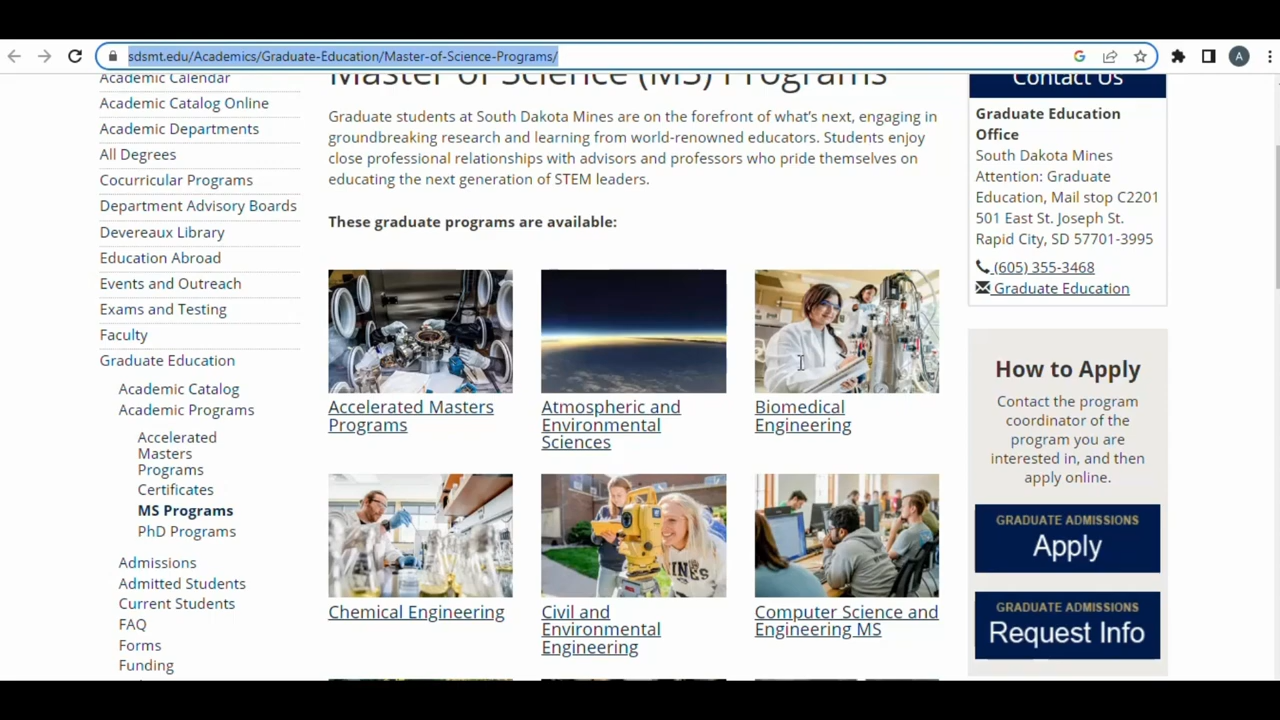 sdsmt.edu/Academics/Graduate-Education/Master-of-Science-Programs/
A
Academic Calendar
Academic Catalog Online
Academic Departments
All Degrees
Cocurricular Programs
Department Advisory Boards
Devereaux Library
Education Abroad
Events and Outreach
Exams and Testing
Faculty
Graduate Education
Academic Catalog
Academic Programs
Accelerated
Masters
Programs
Certificates
MS Programs
PhD Programs
Admissions
Admitted Students
Current Students
FAQ
Forms
Funding
Master of Science (MS) Programs
Graduate students at South Dakota Mines are on the forefront of what's next, engaging in
groundbreaking research and learning from world-renowned educators. Students enjoy
close professional relationships with advisors and professors who pride themselves on
educating the next generation of STEM leaders.
These graduate programs are available:
Accelerated Masters
Programs
Atmospheric and
Environmental
Sciences
Biomedical
Engineering
INES
Chemical Engineering
Civil and
Environmental
Engineering
Computer Science and
Engineering MS
Contact Us
Graduate Education
Office
South Dakota Mines
Attention: Graduate
Education, Mail stop C2201
501 East St. Joseph St.
Rapid City, SD 57701-3995
(605) 355-3468
Graduate Education
How to Apply
Contact the program
coordinator of the
program you are
interested in, and then
apply online.
GRADUATE ADMISSIONS
Apply
GRADUATE ADMISSIONS
Request Info